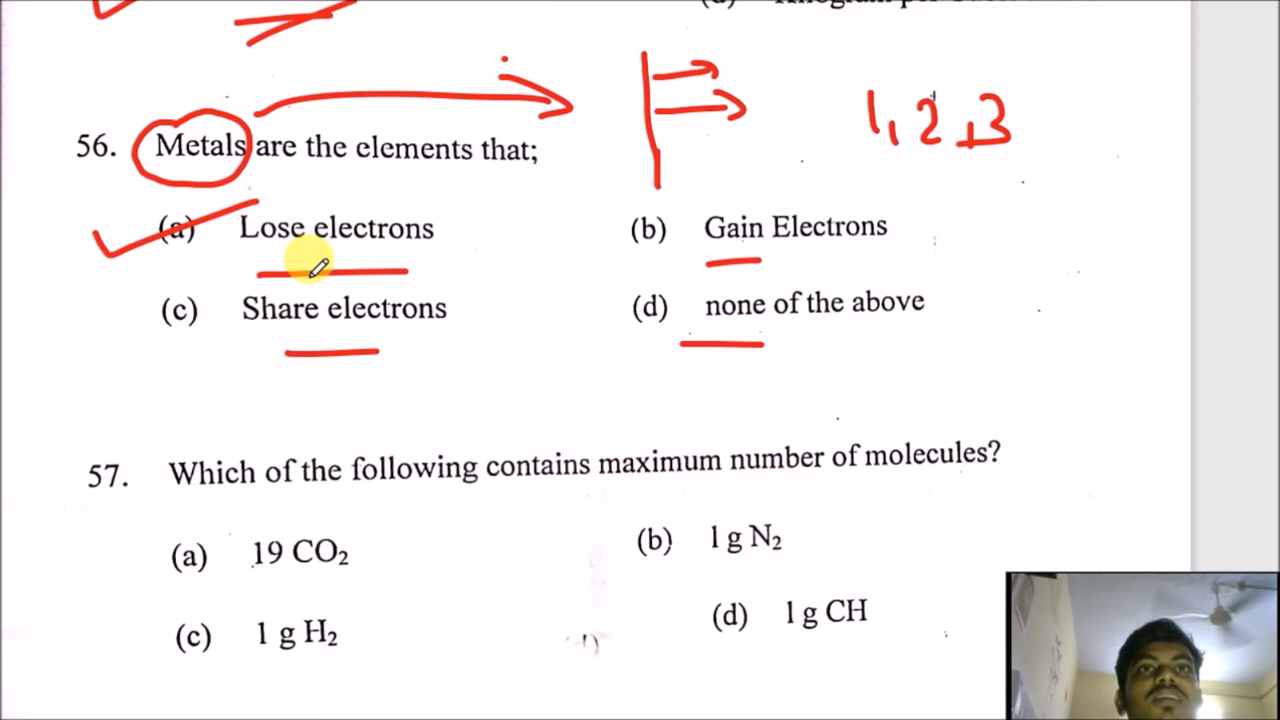 56. Metals are the elements that;
1, 2, 3
(a) Lose electrons (b) Gain Electrons
(c) Share electrons (d) none of the above
57. Which of the following contains maximum number of molecules?
(a) 19 CO₂ (b) 1 g N₂
(c) 1 g H₂ (d) 1 g CH